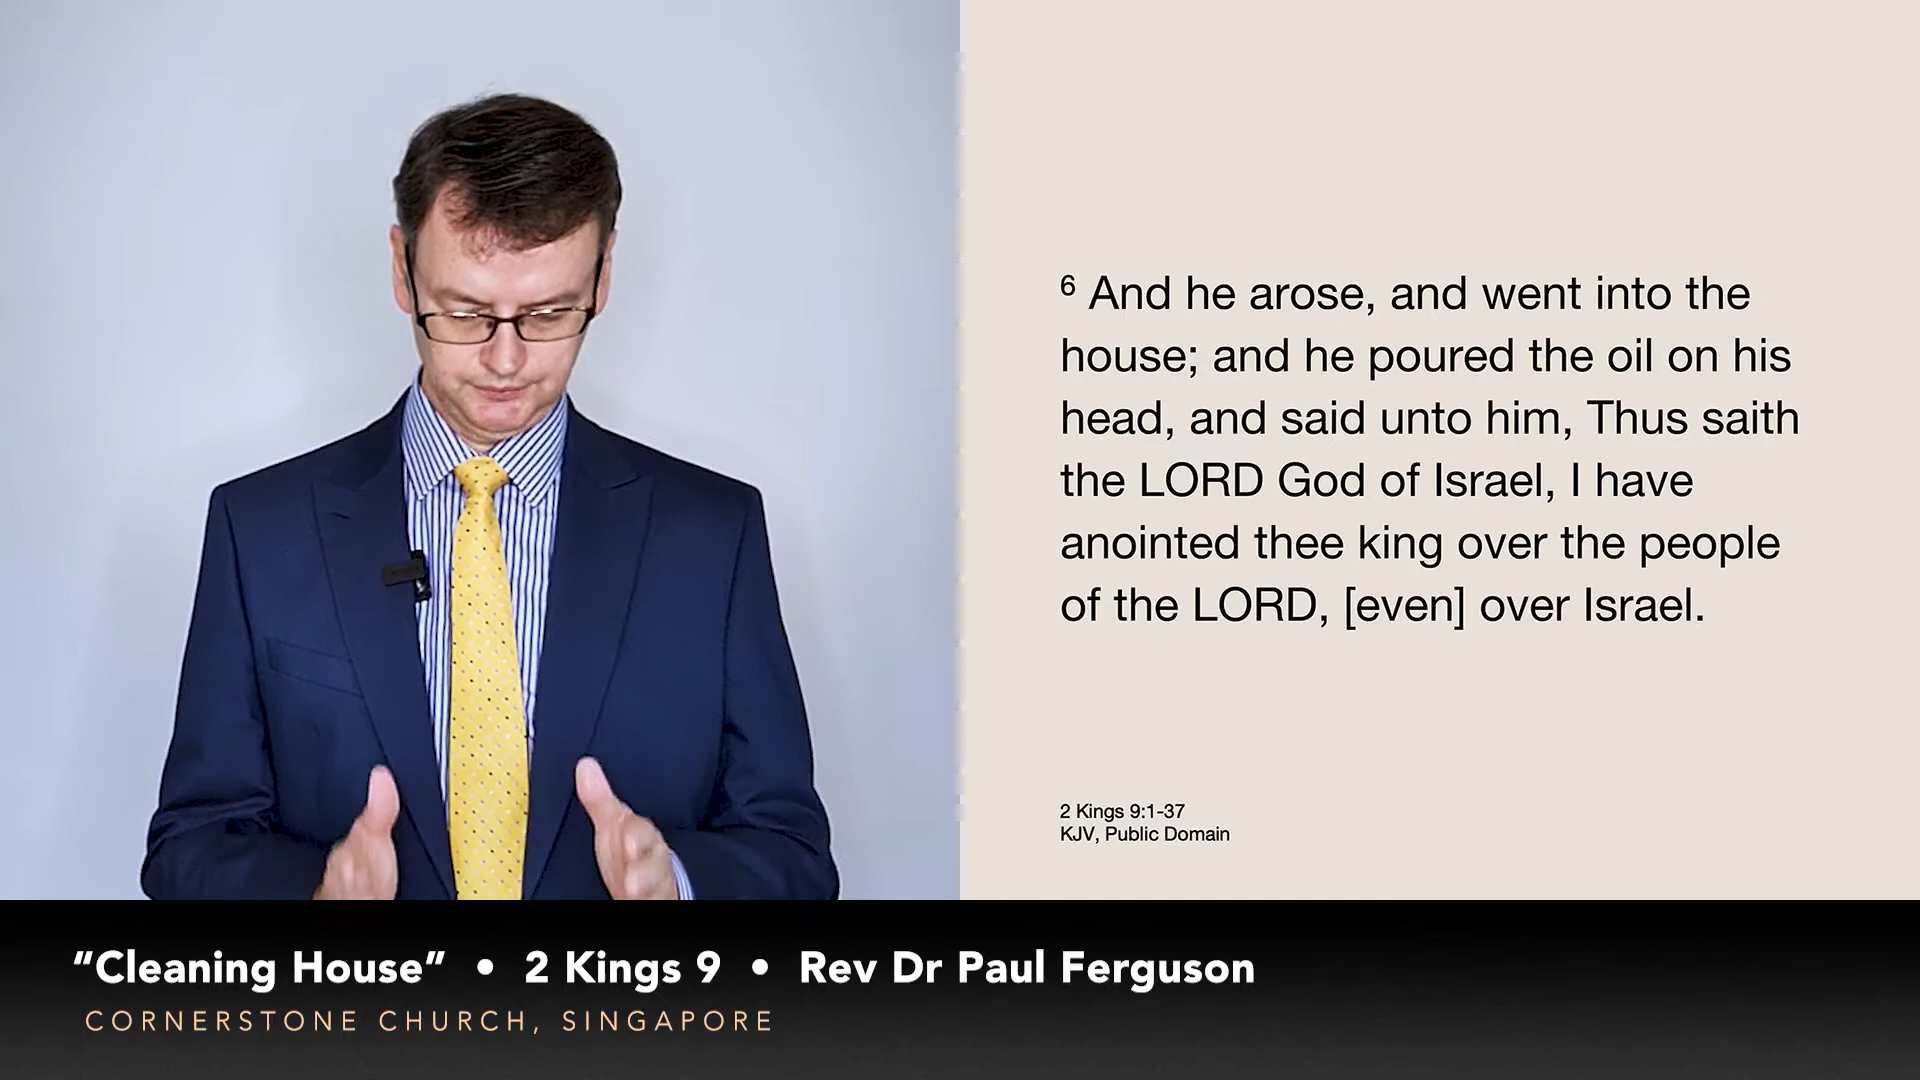 6 And he arose, and went into the
house; and he poured the oil on his
head, and said unto him, Thus saith
the LORD God of Israel, I have
anointed thee king over the people
of the LORD, [even] over Israel.
2 Kings 9:1-37
KJV, Public Domain
“Cleaning House” • 2 Kings 9 • Rev Dr Paul Ferguson
CORNERSTONE CHURCH, SINGAPORE